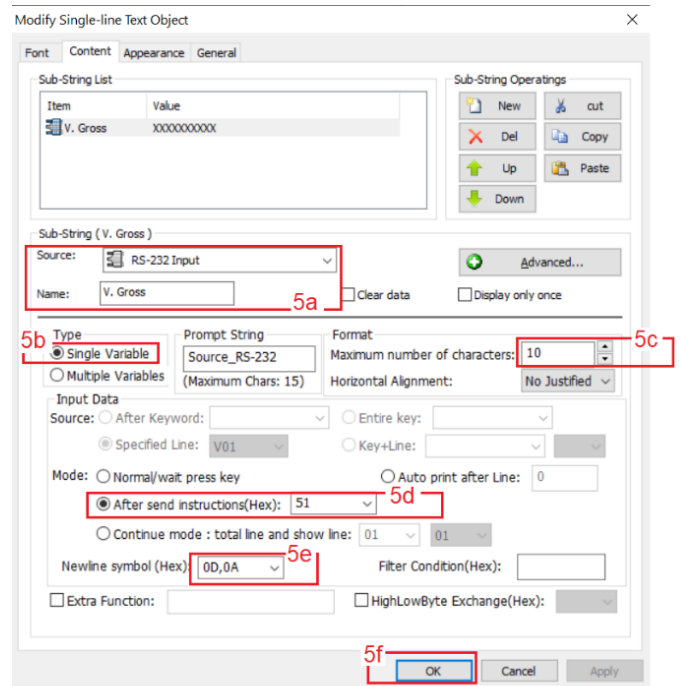 Modify Single-line Text Object
Font Content Appearance General
Sub-String List
Sub-String Operatings
Item Value
V. Gross XXXXXXXXXX
New cut
Del Copy
Up Paste
Down
Sub-String ( V. Gross )
Source: RS-232 Input
Advanced...
Name: V. Gross
5a
Clear data
Display only once
5b
Type
Single Variable
Multiple Variables
Prompt String
Source_RS-232
(Maximum Chars: 15)
Format
Maximum number of characters: 10
5c
Horizontal Alignment: No Justified
Input Data
Source: After Keyword: Entire key:
Specified Line: V01 Key+Line:
Mode: Normal/wait press key Auto print after Line: 0
After send instructions(Hex): 51
5d
Continue mode : total line and show line: 01 01
5e
Newline symbol (Hex): 0D,0A Filter Condition(Hex):
Extra Function: HighLowByte Exchange(Hex):
5f
OK Cancel Apply